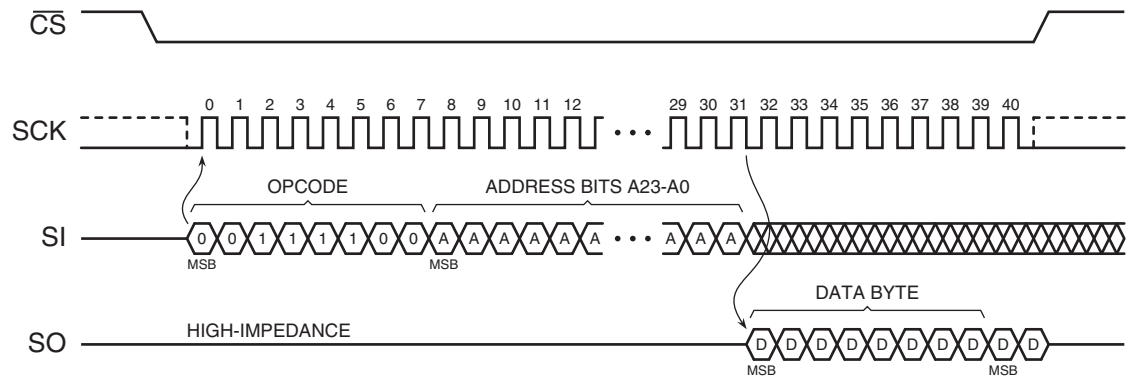 CS
0 1 2 3 4 5 6 7 8 9 10 11 12 29 30 31 32 33 34 35 36 37 38 39 40
SCK
OPCODE ADDRESS BITS A23-A0
SI 0 0 1 1 1 1 0 0 A A A A A A A A A
MSB MSB
DATA BYTE
HIGH-IMPEDANCE
SO D D D D D D D D D D
MSB MSB